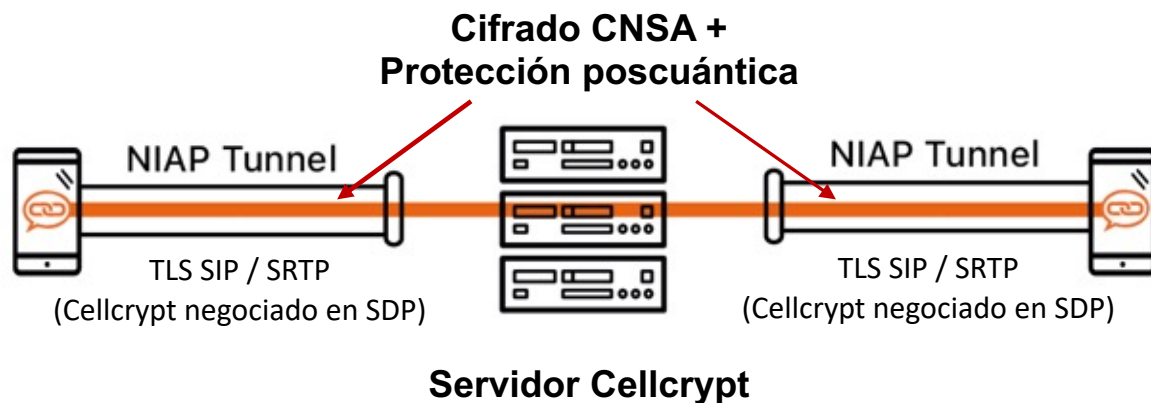 Cifrado CNSA +
Protección poscuántica
NIAP Tunnel
NIAP Tunnel
TLS SIP / SRTP
(Cellcrypt negociado en SDP)
TLS SIP / SRTP
(Cellcrypt negociado en SDP)
Servidor Cellcrypt